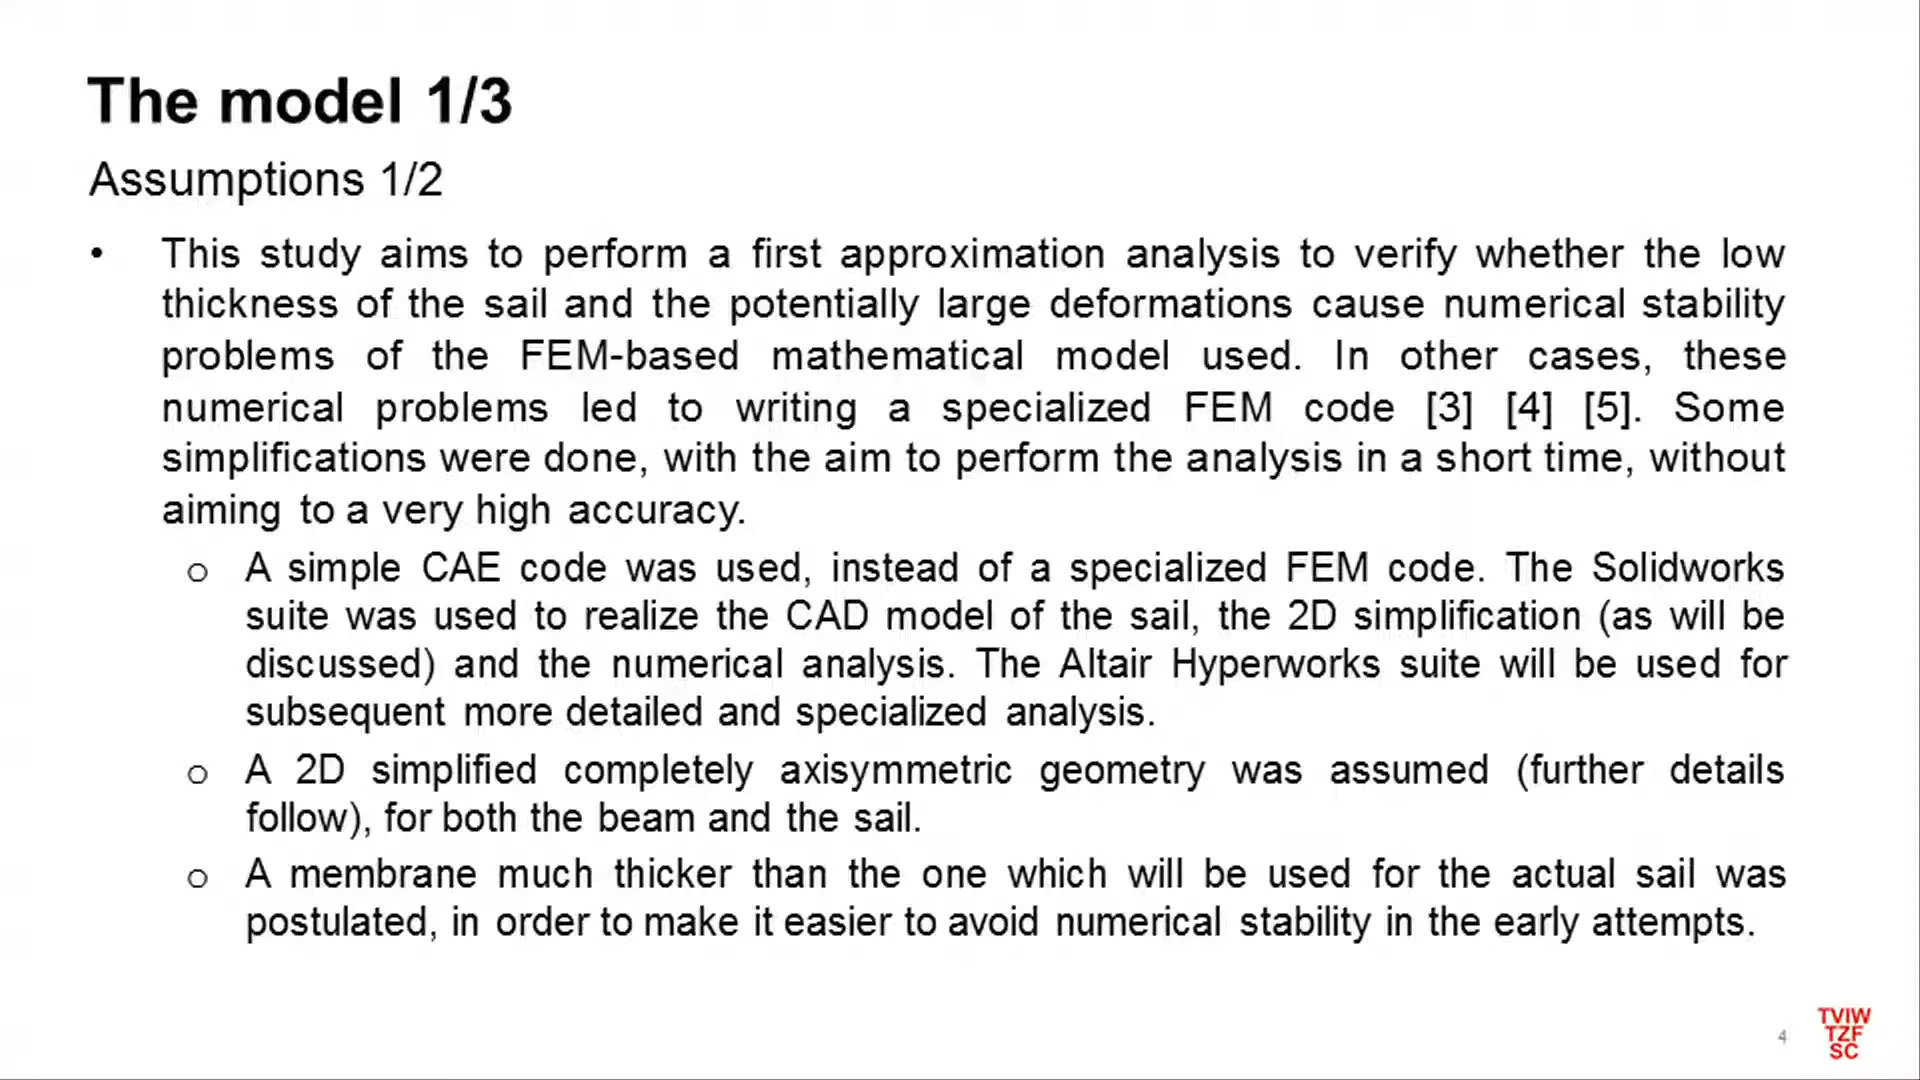 The model 1/3
Assumptions 1/2
• This study aims to perform a first approximation analysis to verify whether the low
thickness of the sail and the potentially large deformations cause numerical stability
problems of the FEM-based mathematical model used. In other cases, these
numerical problems led to writing a specialized FEM code [3] [4] [5]. Some
simplifications were done, with the aim to perform the analysis in a short time, without
aiming to a very high accuracy.
o A simple CAE code was used, instead of a specialized FEM code. The Solidworks
suite was used to realize the CAD model of the sail, the 2D simplification (as will be
discussed) and the numerical analysis. The Altair Hyperworks suite will be used for
subsequent more detailed and specialized analysis.
o A 2D simplified completely axisymmetric geometry was assumed (further details
follow), for both the beam and the sail.
o A membrane much thicker than the one which will be used for the actual sail was
postulated, in order to make it easier to avoid numerical stability in the early attempts.
4
TVIW
TZF
SC